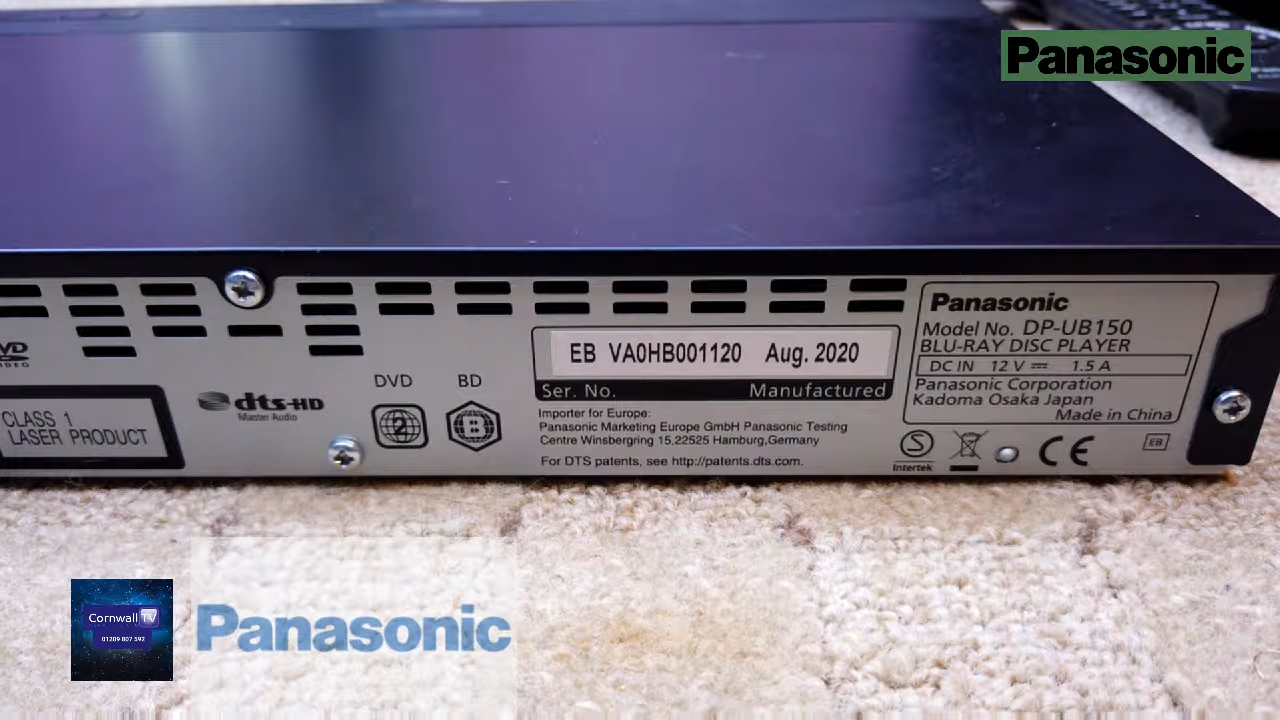 Panasonic
Panasonic
Model No. DP-UB150
BLU-RAY DISC PLAYER
DC IN 12 V ⎓ 1.5 A
Panasonic Corporation
Kadoma Osaka Japan
Made in China
EB VA0HB001120 Aug. 2020
Ser. No. Manufactured
Importer for Europe:
Panasonic Marketing Europe GmbH Panasonic Testing
Centre Winsbergring 15,22525 Hamburg,Germany
For DTS patents, see http://patents.dts.com.
Intertek
CE
EB
DVD BD
2 B
dts-HD
Master Audio
CLASS 1
LASER PRODUCT
Cornwall TV
01209 807 592
Panasonic